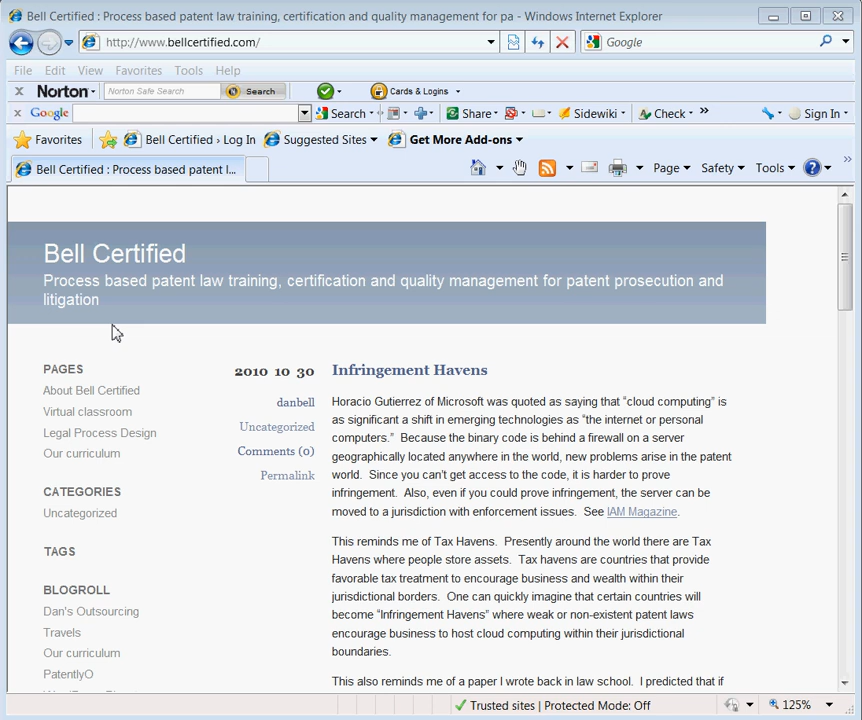 Bell Certified : Process based patent law training, certification and quality management for pa - Windows Internet Explorer
http://www.bellcertified.com/
Google
File Edit View Favorites Tools Help
x Norton Norton Safe Search Search Cards & Logins
x Google Search Share Sidewiki Check » Sign In
Favorites Bell Certified › Log In Suggested Sites Get More Add-ons
Bell Certified : Process based patent l... Page Safety Tools »
Bell Certified
Process based patent law training, certification and quality management for patent prosecution and
litigation
PAGES
About Bell Certified
Virtual classroom
Legal Process Design
Our curriculum
CATEGORIES
Uncategorized
TAGS
BLOGROLL
Dan's Outsourcing
Travels
Our curriculum
PatentlyO
2010 10 30
danbell
Uncategorized
Comments (0)
Permalink
Infringement Havens
Horacio Gutierrez of Microsoft was quoted as saying that “cloud computing” is
as significant a shift in emerging technologies as “the internet or personal
computers.” Because the binary code is behind a firewall on a server
geographically located anywhere in the world, new problems arise in the patent
world. Since you can’t get access to the code, it is harder to prove
infringement. Also, even if you could prove infringement, the server can be
moved to a jurisdiction with enforcement issues. See IAM Magazine.
This reminds me of Tax Havens. Presently around the world there are Tax
Havens where people store assets. Tax havens are countries that provide
favorable tax treatment to encourage business and wealth within their
jurisdictional borders. One can quickly imagine that certain countries will
become “Infringement Havens” where weak or non-existent patent laws
encourage business to host cloud computing within their jurisdictional
boundaries.
This also reminds me of a paper I wrote back in law school. I predicted that if
Trusted sites | Protected Mode: Off 125%